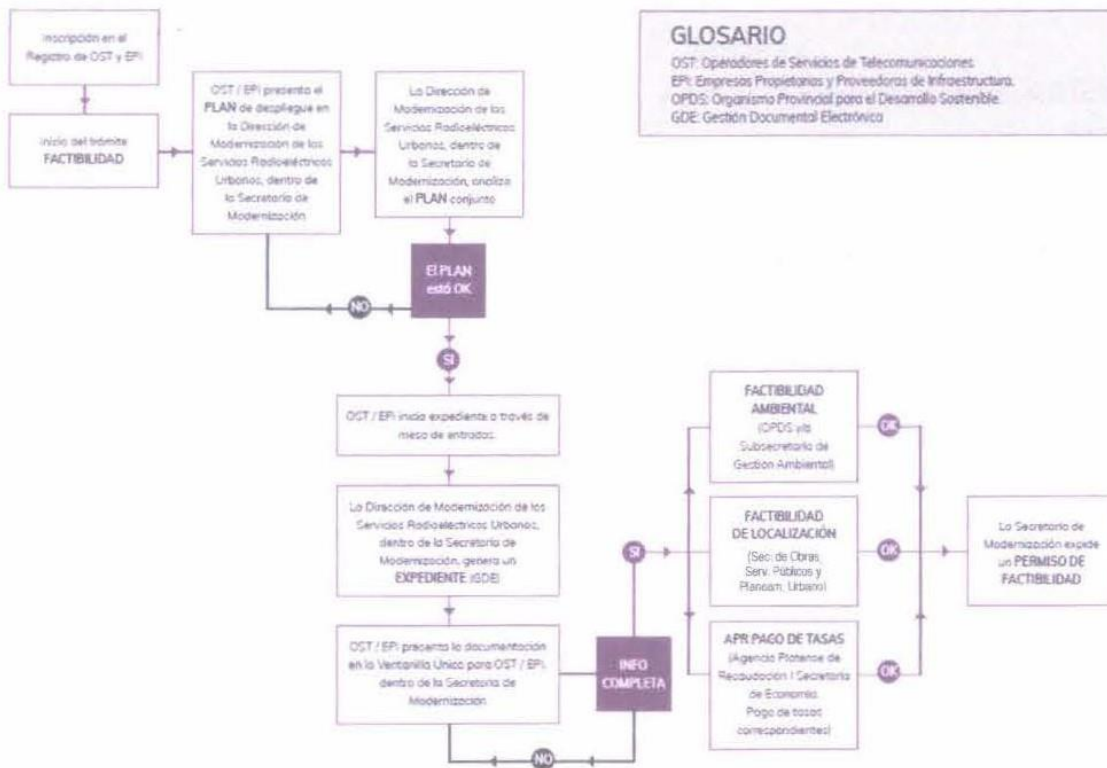 Inscripción en el
Registro de OST y EPI
Inicio del trámite
FACTIBILIDAD
OST / EPI presenta el
PLAN de despliegue en
la Dirección de
Modernización de los
Servicios Radioeléctricos
Urbanos, dentro de
la Secretaría de
Modernización
La Dirección de
Modernización de los
Servicios Radioeléctricos
Urbanos, dentro de
la Secretaría de
Modernización, analiza
el PLAN conjunto
El PLAN
está OK
NO
SI
OST / EPI inicia expediente a través de
mesa de entradas.
La Dirección de Modernización de los
Servicios Radioeléctricos Urbanos,
dentro de la Secretaría de
Modernización, genera un
EXPEDIENTE (GDE)
OST / EPI presenta la documentación
en la Ventanilla Unica para OST / EPI,
dentro de la Secretaría de
Modernización
INFO
COMPLETA
NO
SI
FACTIBILIDAD
AMBIENTAL
(OPDS y/o
Subsecretaría de
Gestión Ambiental)
OK
FACTIBILIDAD
DE LOCALIZACIÓN
(Sec. de Obras,
Serv. Públicos y
Planeam. Urbano)
OK
APR PAGO DE TASAS
(Agencia Platense de
Recaudación / Secretaría
de Economía.
Pago de tasas
correspondientes)
OK
La Secretaría de
Modernización expide
un PERMISO DE
FACTIBILIDAD
GLOSARIO
OST: Operadores de Servicios de Telecomunicaciones
EPI: Empresas Propietarias y Proveedoras de Infraestructura.
OPDS: Organismo Provincial para el Desarrollo Sostenible.
GDE: Gestión Documental Electrónica